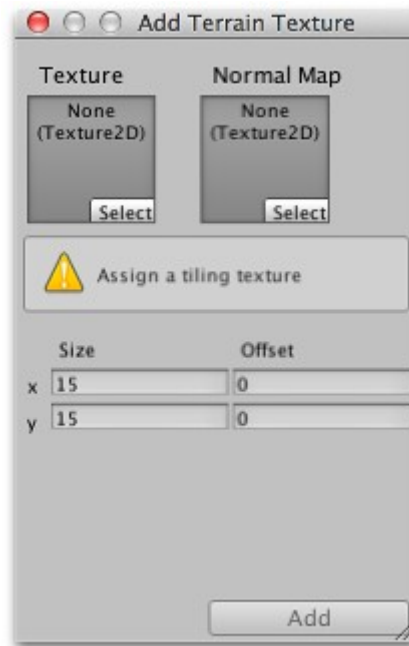 Add Terrain Texture
Texture Normal Map
None (Texture2D) Select
None (Texture2D) Select
Assign a tiling texture
Size Offset
x 15 0
y 15 0
Add